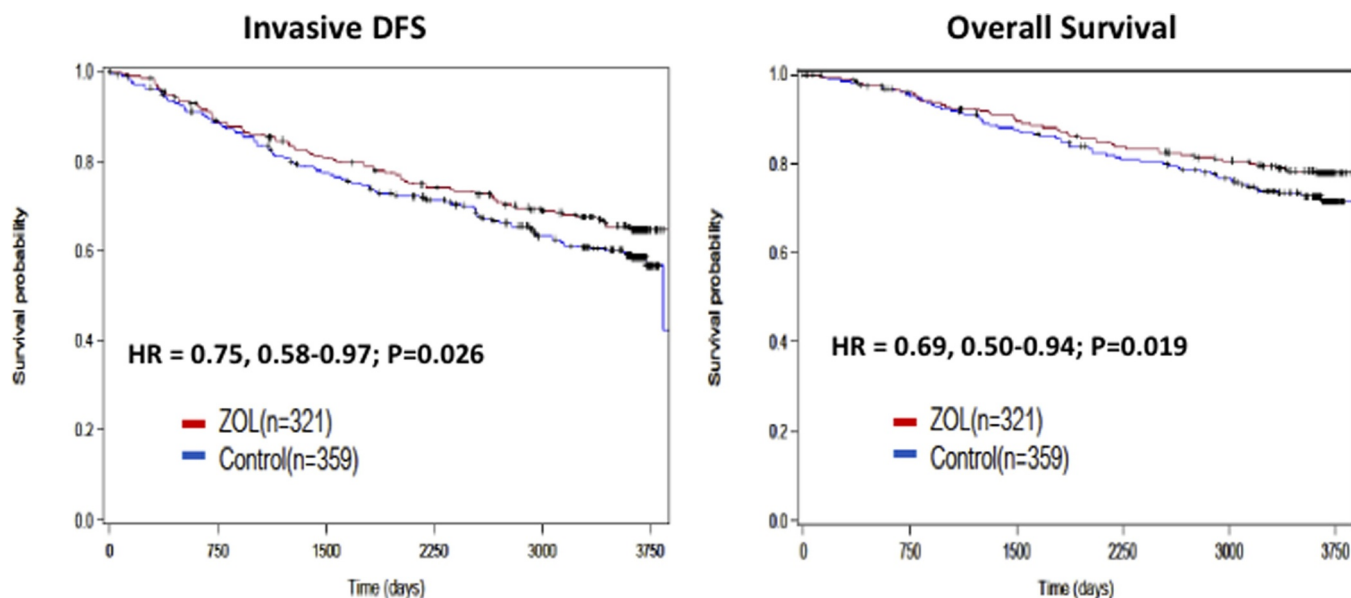 Invasive DFS
1.0
0.8
0.6
0.4
0.2
0.0
Survival probability
HR = 0.75, 0.58-0.97; P=0.026
ZOL(n=321)
Control(n=359)
0 750 1500 2250 3000 3750
Time (days)
Overall Survival
1.0
0.8
0.6
0.4
0.2
0.0
Survival probability
HR = 0.69, 0.50-0.94; P=0.019
ZOL(n=321)
Control(n=359)
0 750 1500 2250 3000 3750
Time (days)